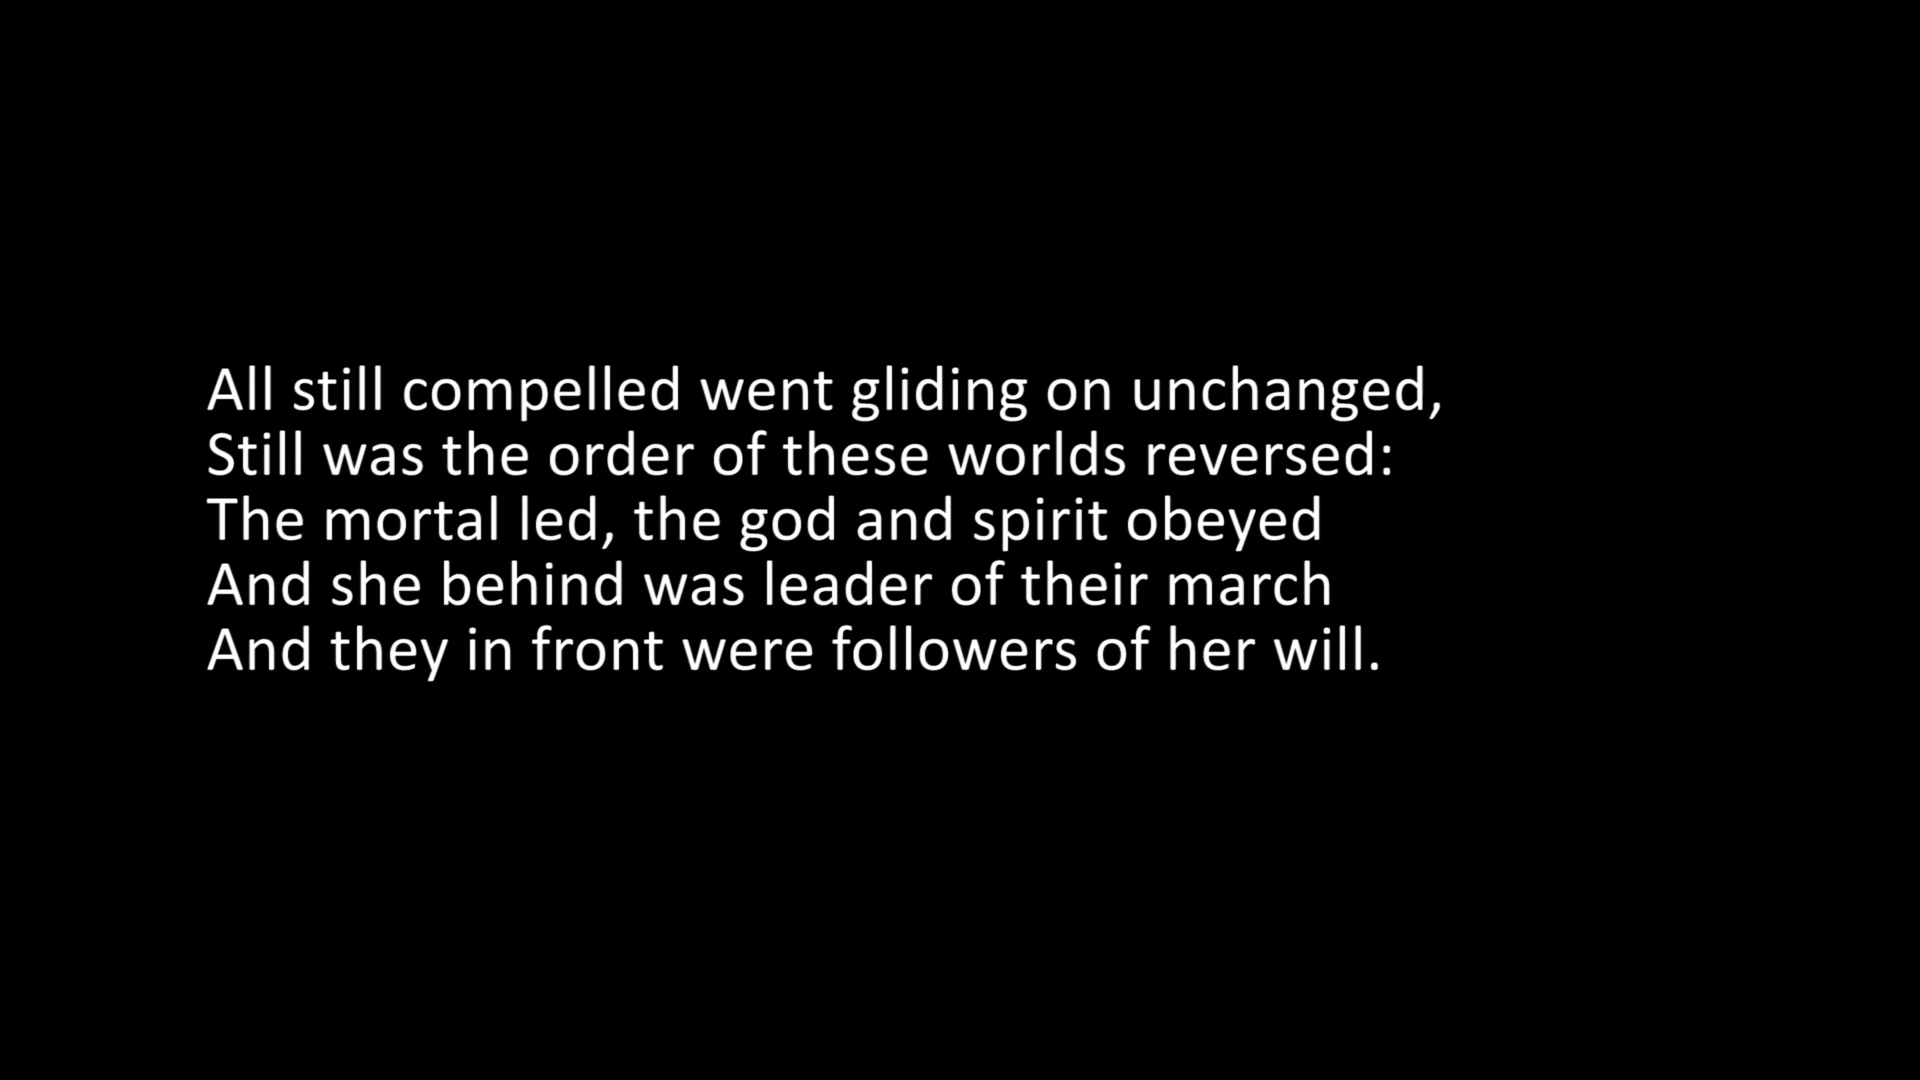 All still compelled went gliding on unchanged,
Still was the order of these worlds reversed:
The mortal led, the god and spirit obeyed
And she behind was leader of their march
And they in front were followers of her will.